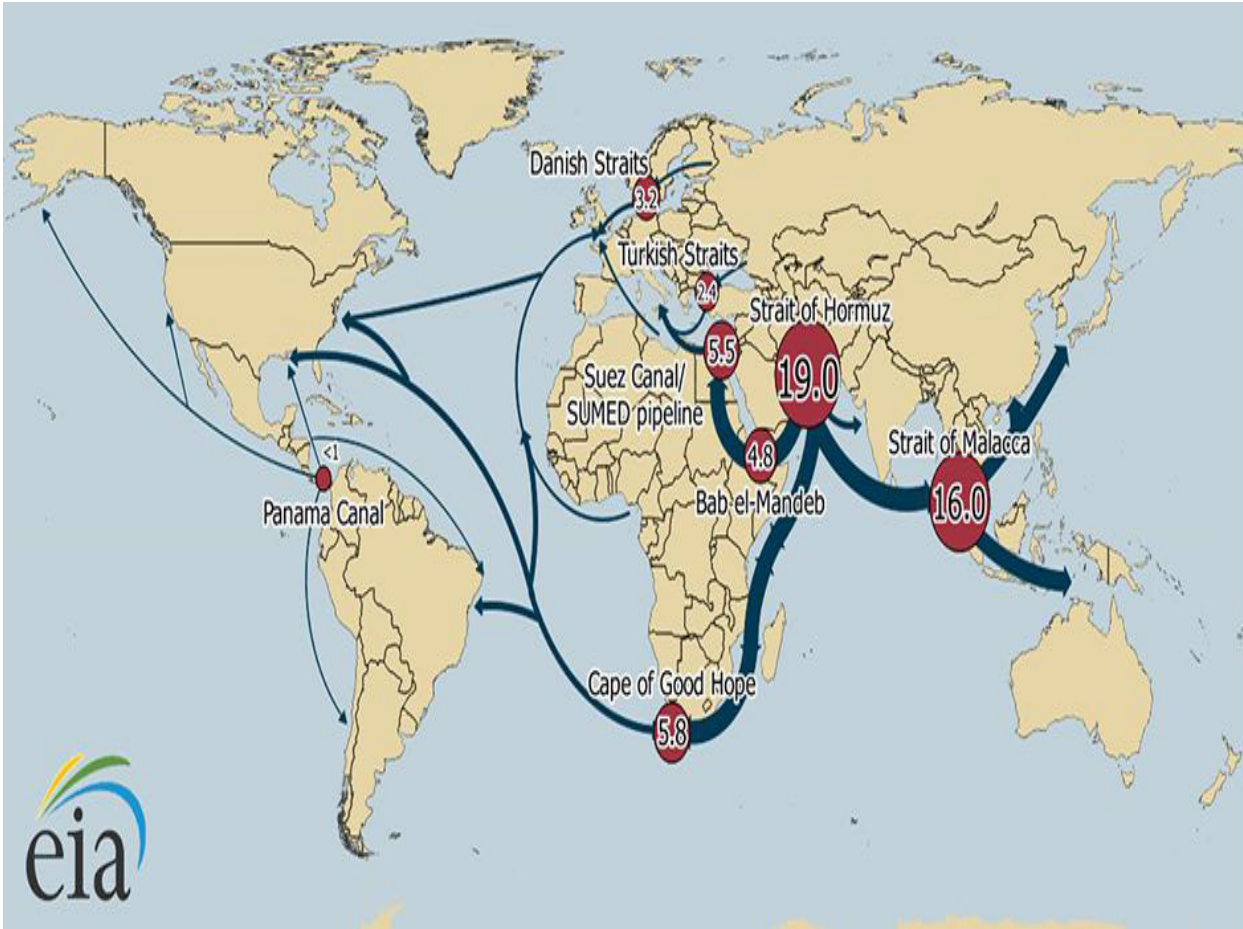 Danish Straits
3.2
Turkish Straits
2.4
Strait of Hormuz
19.0
5.5
Suez Canal/
SUMED pipeline
4.8
Bab el-Mandeb
Strait of Malacca
16.0
<1
Panama Canal
Cape of Good Hope
5.8
eia